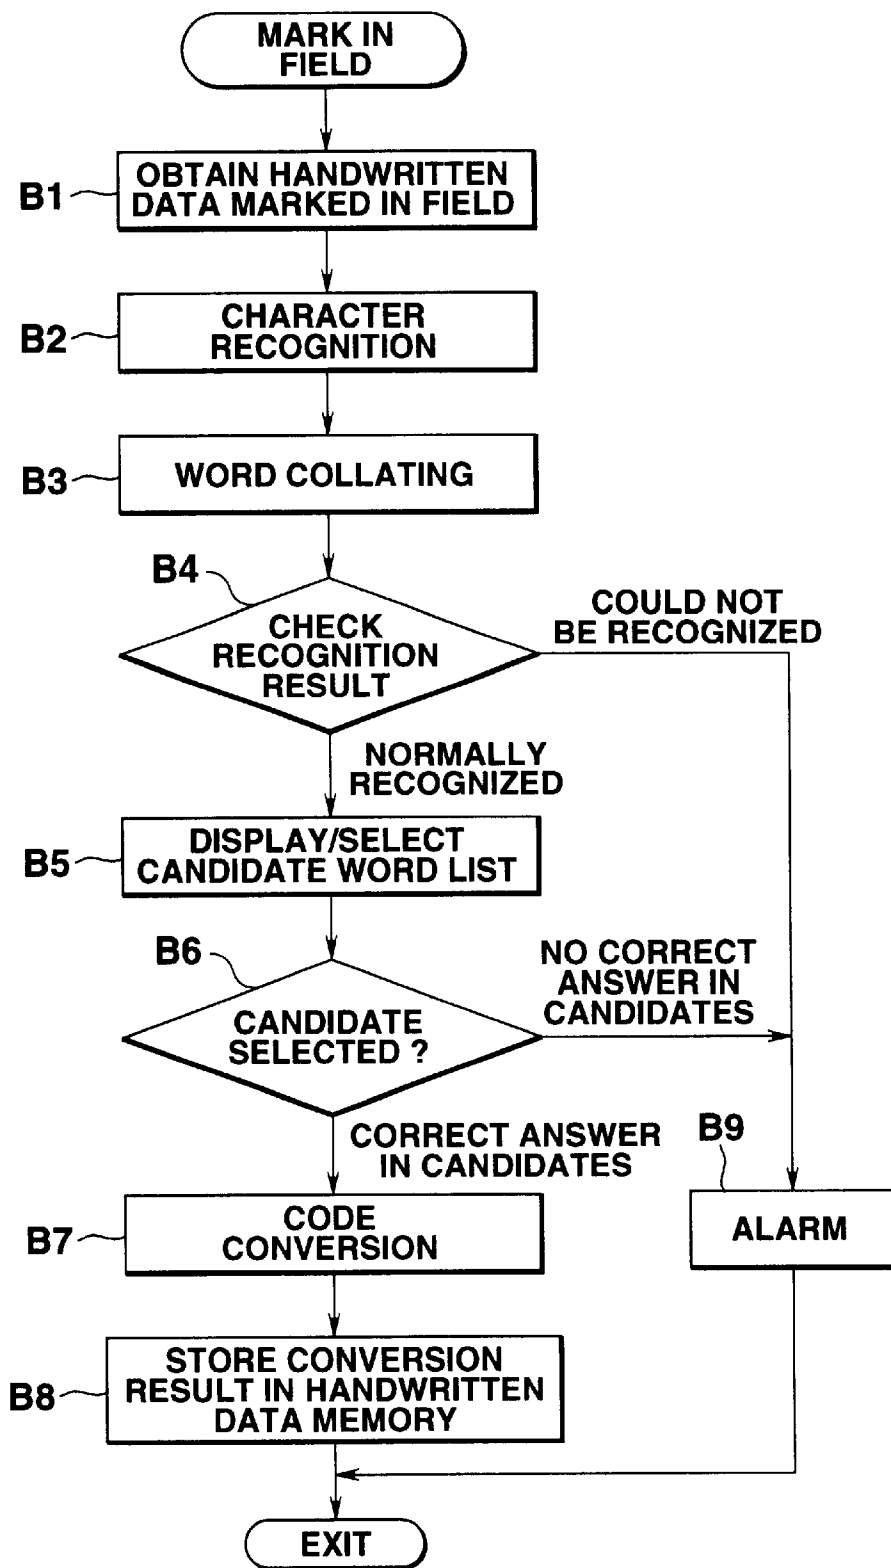 MARK IN
FIELD
B1
OBTAIN HANDWRITTEN
DATA MARKED IN FIELD
B2
CHARACTER
RECOGNITION
B3
WORD COLLATING
B4
CHECK
RECOGNITION
RESULT
COULD NOT
BE RECOGNIZED
NORMALLY
RECOGNIZED
B5
DISPLAY/SELECT
CANDIDATE WORD LIST
B6
CANDIDATE
SELECTED ?
NO CORRECT
ANSWER IN
CANDIDATES
CORRECT ANSWER
IN CANDIDATES
B9
ALARM
B7
CODE
CONVERSION
B8
STORE CONVERSION
RESULT IN HANDWRITTEN
DATA MEMORY
EXIT